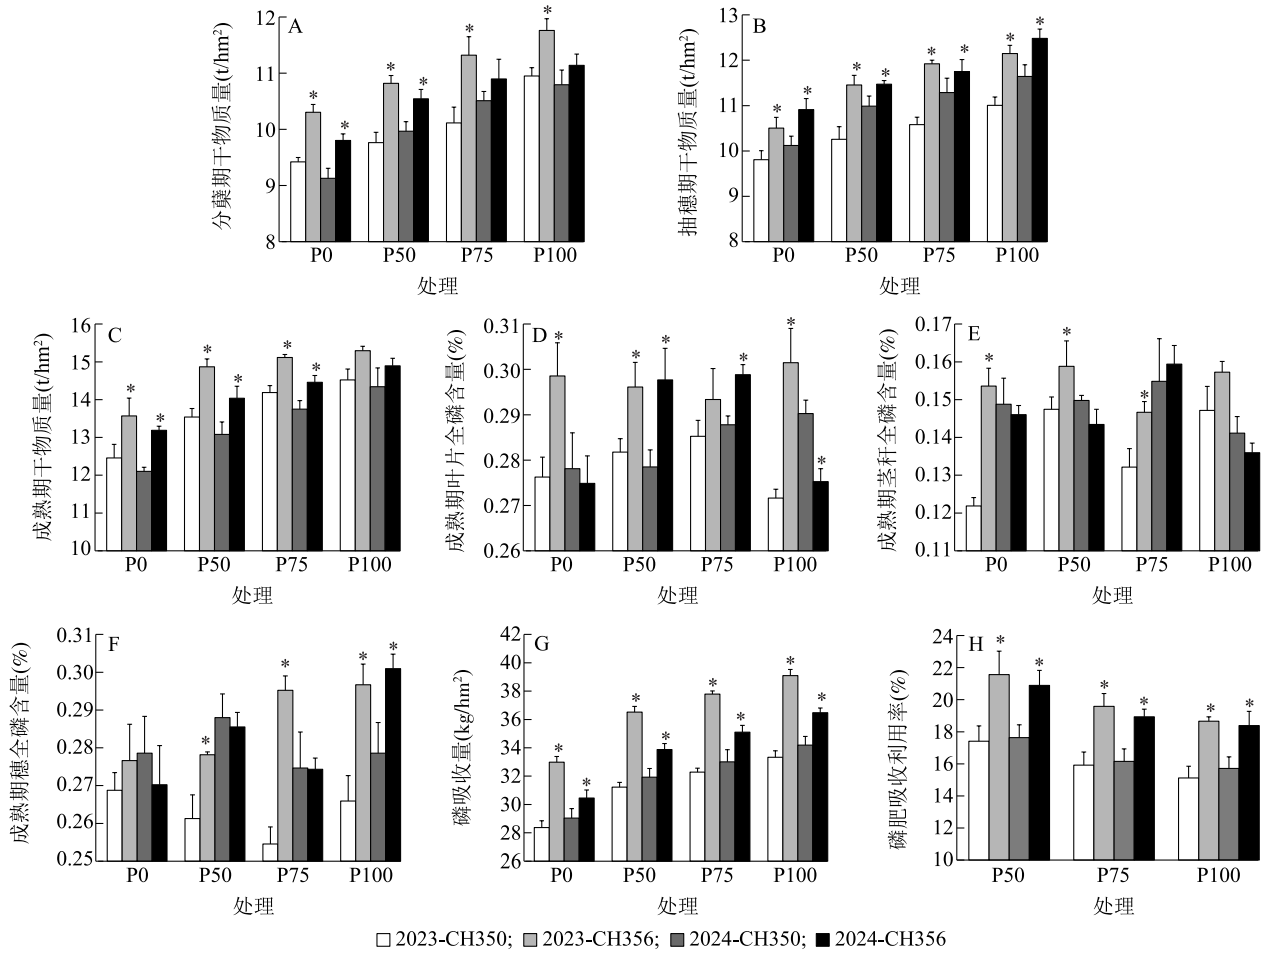 A
分蘖期干物质量(t/hm²)
12
11
10
9
8
* * * * * *
P0 P50 P75 P100
处理
B
抽穗期干物质量(t/hm²)
13
12
11
10
9
8
* * * * * * * *
P0 P50 P75 P100
处理
C
成熟期干物质量(t/hm²)
16
15
14
13
12
11
10
* * * * * *
P0 P50 P75 P100
处理
D
成熟期叶片全磷含量(%)
0.31
0.30
0.29
0.28
0.27
0.26
* * * * * *
P0 P50 P75 P100
处理
E
成熟期茎秆全磷含量(%)
0.17
0.16
0.15
0.14
0.13
0.12
0.11
* * *
P0 P50 P75 P100
处理
F
成熟期穗全磷含量(%)
0.31
0.30
0.29
0.28
0.27
0.26
0.25
* * * *
P0 P50 P75 P100
处理
G
磷吸收量(kg/hm²)
42
40
38
36
34
32
30
28
26
* * * * * * * *
P0 P50 P75 P100
处理
H
磷肥吸收利用率(%)
24
22
20
18
16
14
12
10
* * * * * *
P50 P75 P100
处理
2023-CH350; 2023-CH356; 2024-CH350; 2024-CH356